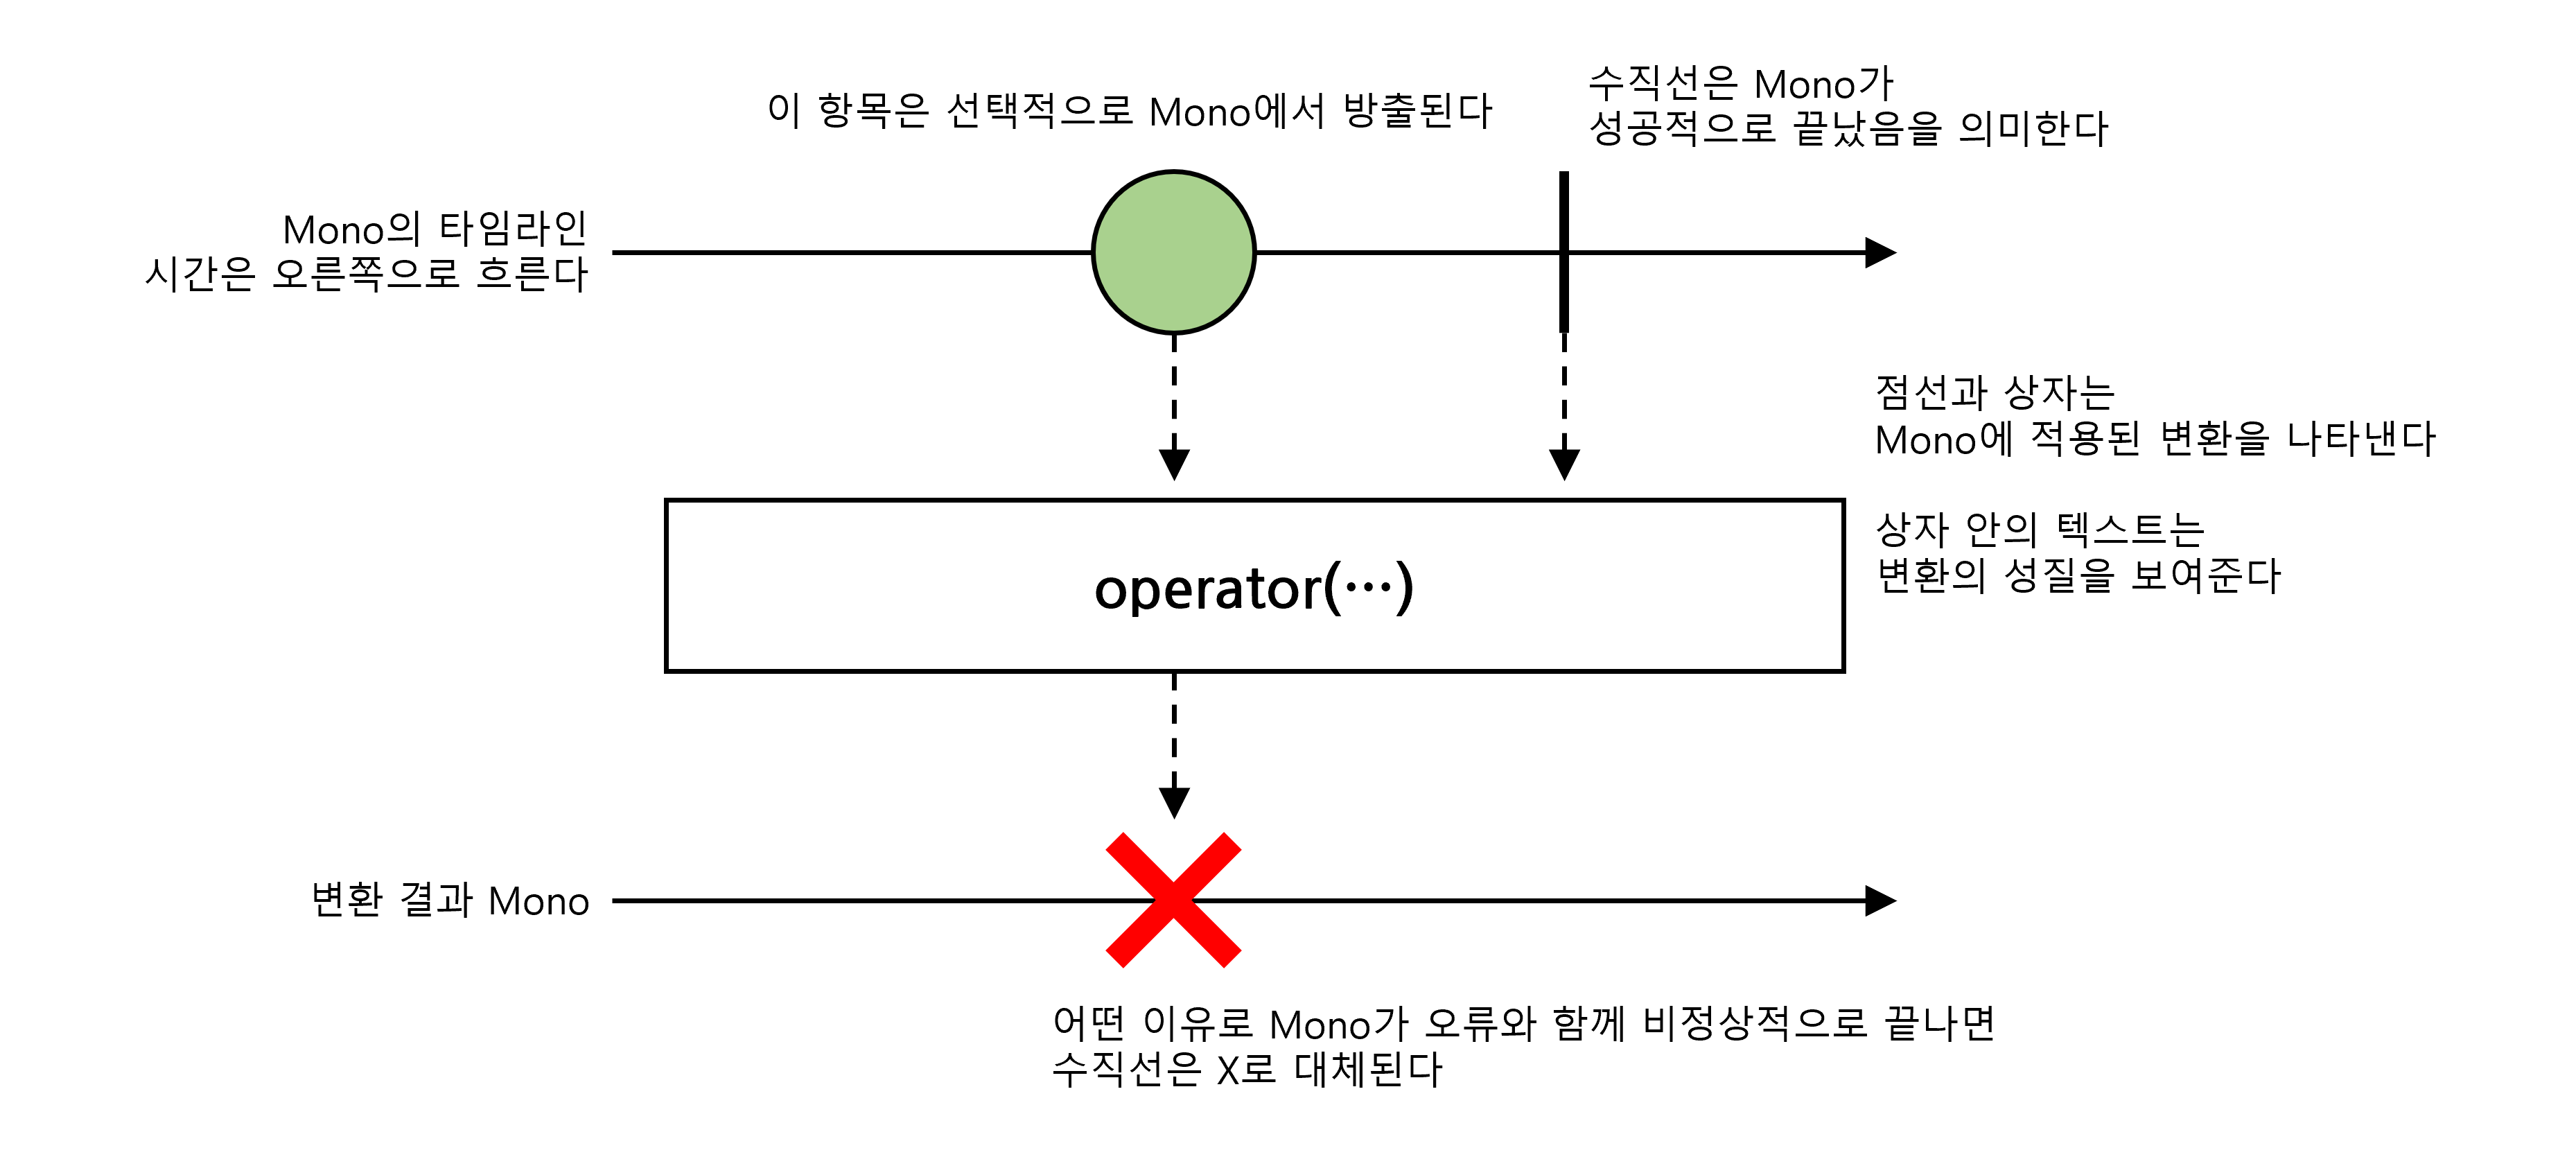 이 항목은 선택적으로 Mono에서 방출된다
수직선은 Mono가
성공적으로 끝났음을 의미한다
Mono의 타임라인
시간은 오른쪽으로 흐른다
점선과 상자는
Mono에 적용된 변환을 나타낸다
상자 안의 텍스트는
변환의 성질을 보여준다
operator(⋯)
변환 결과 Mono
어떤 이유로 Mono가 오류와 함께 비정상적으로 끝나면
수직선은 X로 대체된다